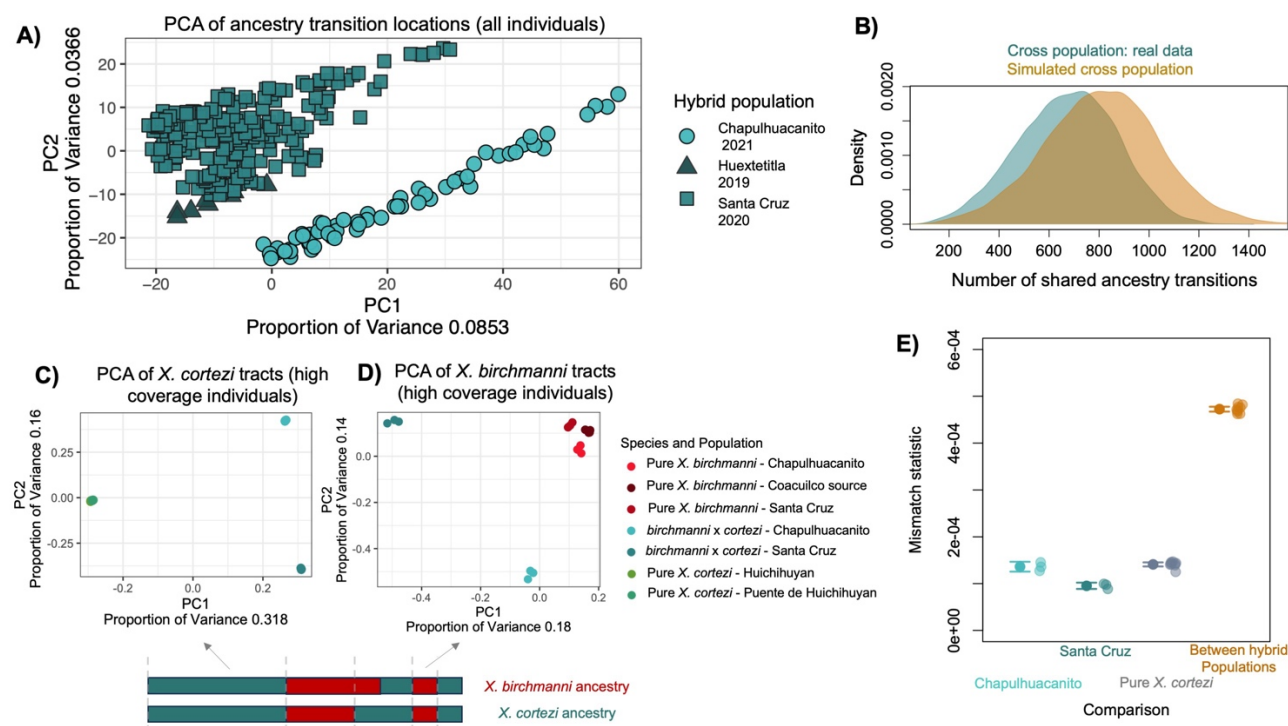 A)
PCA of ancestry transition locations (all individuals)
PC2
Proportion of Variance 0.0366
20
10
0
−10
−20
−20
0
20
40
60
PC1
Proportion of Variance 0.0853
Hybrid population
Chapulhuacanito
2021
Huextetitla
2019
Santa Cruz
2020
B)
Cross population: real data
Simulated cross population
Density
0.0020
0.0010
0.0000
200
400
600
800
1000
1200
1400
Number of shared ancestry transitions
C)
PCA of X. cortezi tracts (high
coverage individuals)
PC2
Proportion of Variance 0.16
0.25
0.00
-0.25
-0.2
0.0
0.2
PC1
Proportion of Variance 0.318
D)
PCA of X. birchmanni tracts
(high coverage individuals)
PC2
Proportion of Variance 0.14
0.0
-0.2
-0.4
-0.4
-0.2
0.0
0.2
PC1
Proportion of Variance 0.18
Species and Population
Pure X. birchmanni - Chapulhuacanito
Pure X. birchmanni - Coacuilco source
Pure X. birchmanni - Santa Cruz
birchmanni x cortezi - Chapulhuacanito
birchmanni x cortezi - Santa Cruz
Pure X. cortezi - Huichihuyan
Pure X. cortezi - Puente de Huichihuyan
X. birchmanni ancestry
X. cortezi ancestry
E)
Mismatch statistic
6e-04
4e-04
2e-04
0e+00
Santa Cruz
Between hybrid
Populations
Chapulhuacanito
Pure X. cortezi
Comparison